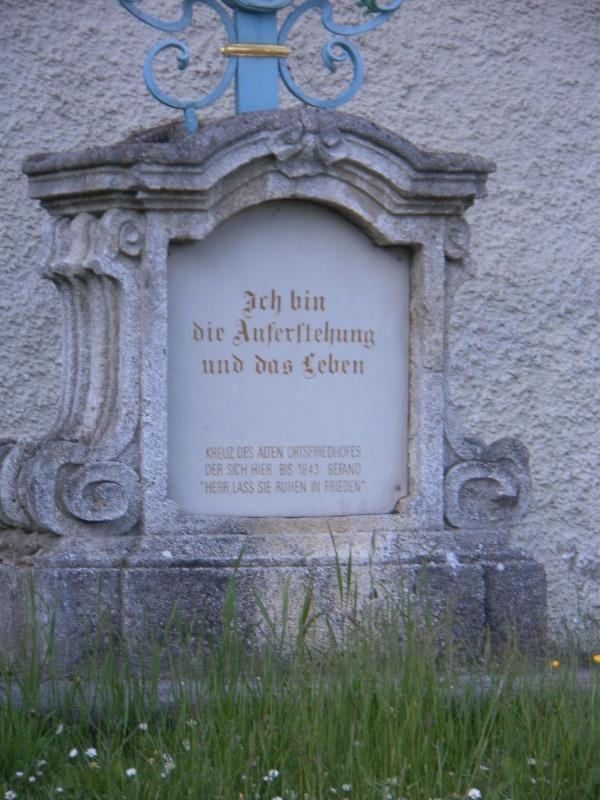 Ich bin
die Auferstehung
und das Leben
KREUZ DES ALTEN ORTSFRIEDHOFES,
DER SICH HIER BIS 1843 BEFAND.
"HERR, LASS SIE RUHEN IN FRIEDEN"